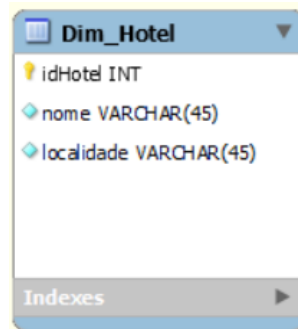 Dim_Hotel
idHotel INT
nome VARCHAR(45)
localidade VARCHAR(45)
Indexes